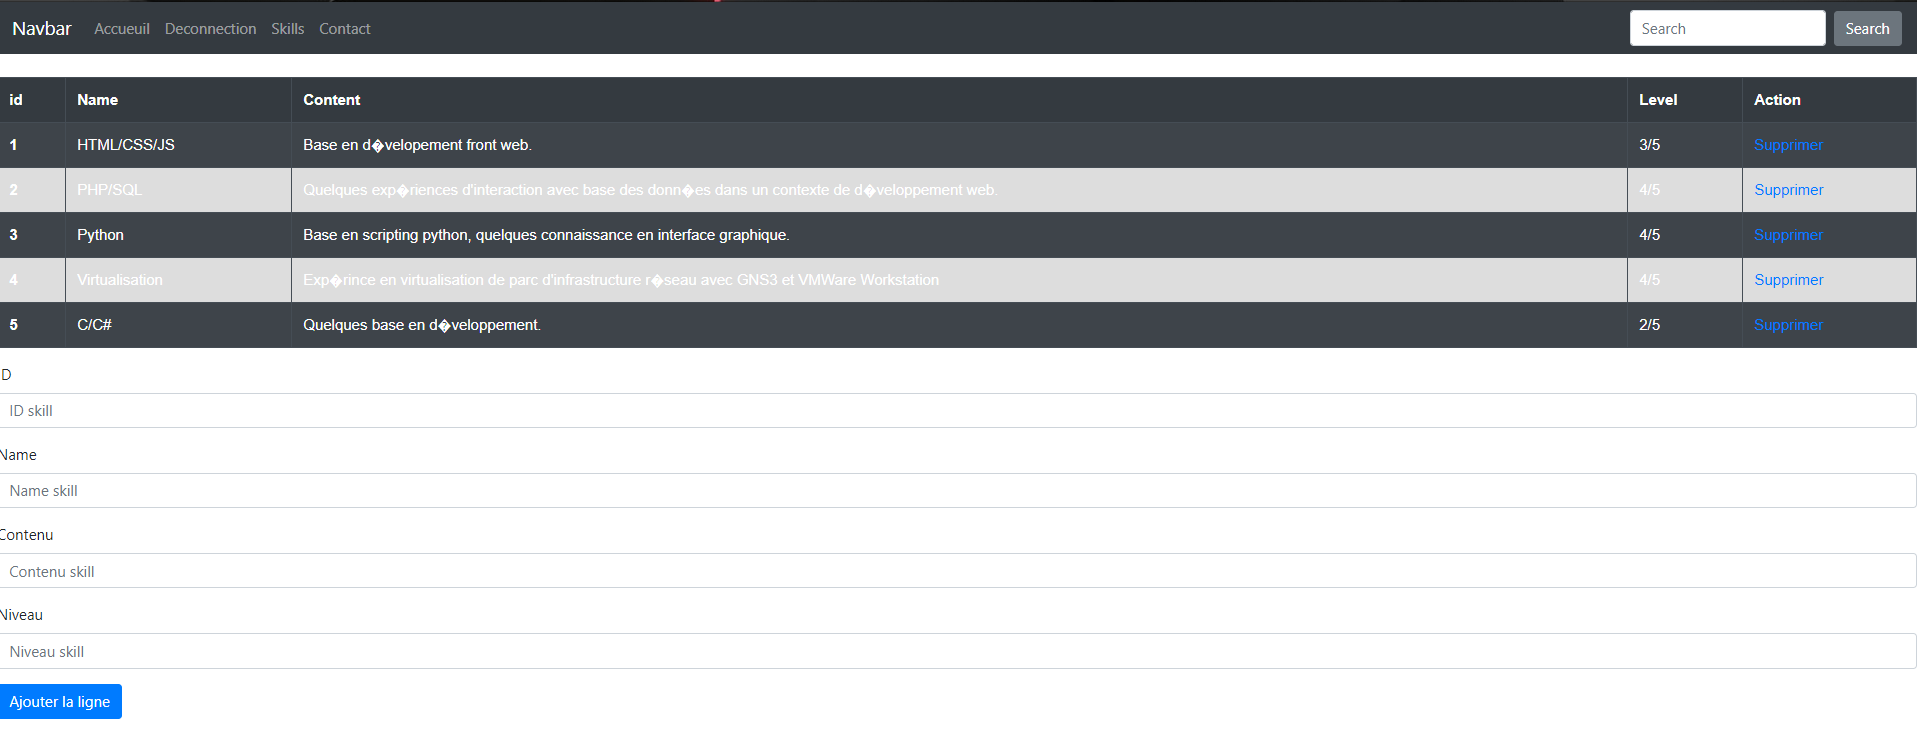 Navbar Accueuil Deconnection Skills Contact Search Search
id Name Content Level Action
1 HTML/CSS/JS Base en d�velopement front web. 3/5 Supprimer
2 PHP/SQL Quelques exp�riences d'interaction avec base des donn�es dans un contexte de d�veloppement web. 4/5 Supprimer
3 Python Base en scripting python, quelques connaissance en interface graphique. 4/5 Supprimer
4 Virtualisation Exp�rince en virtualisation de parc d'infrastructure r�seau avec GNS3 et VMWare Workstation 4/5 Supprimer
5 C/C# Quelques base en d�veloppement. 2/5 Supprimer
ID
ID skill
Name
Name skill
Contenu
Contenu skill
Niveau
Niveau skill
Ajouter la ligne